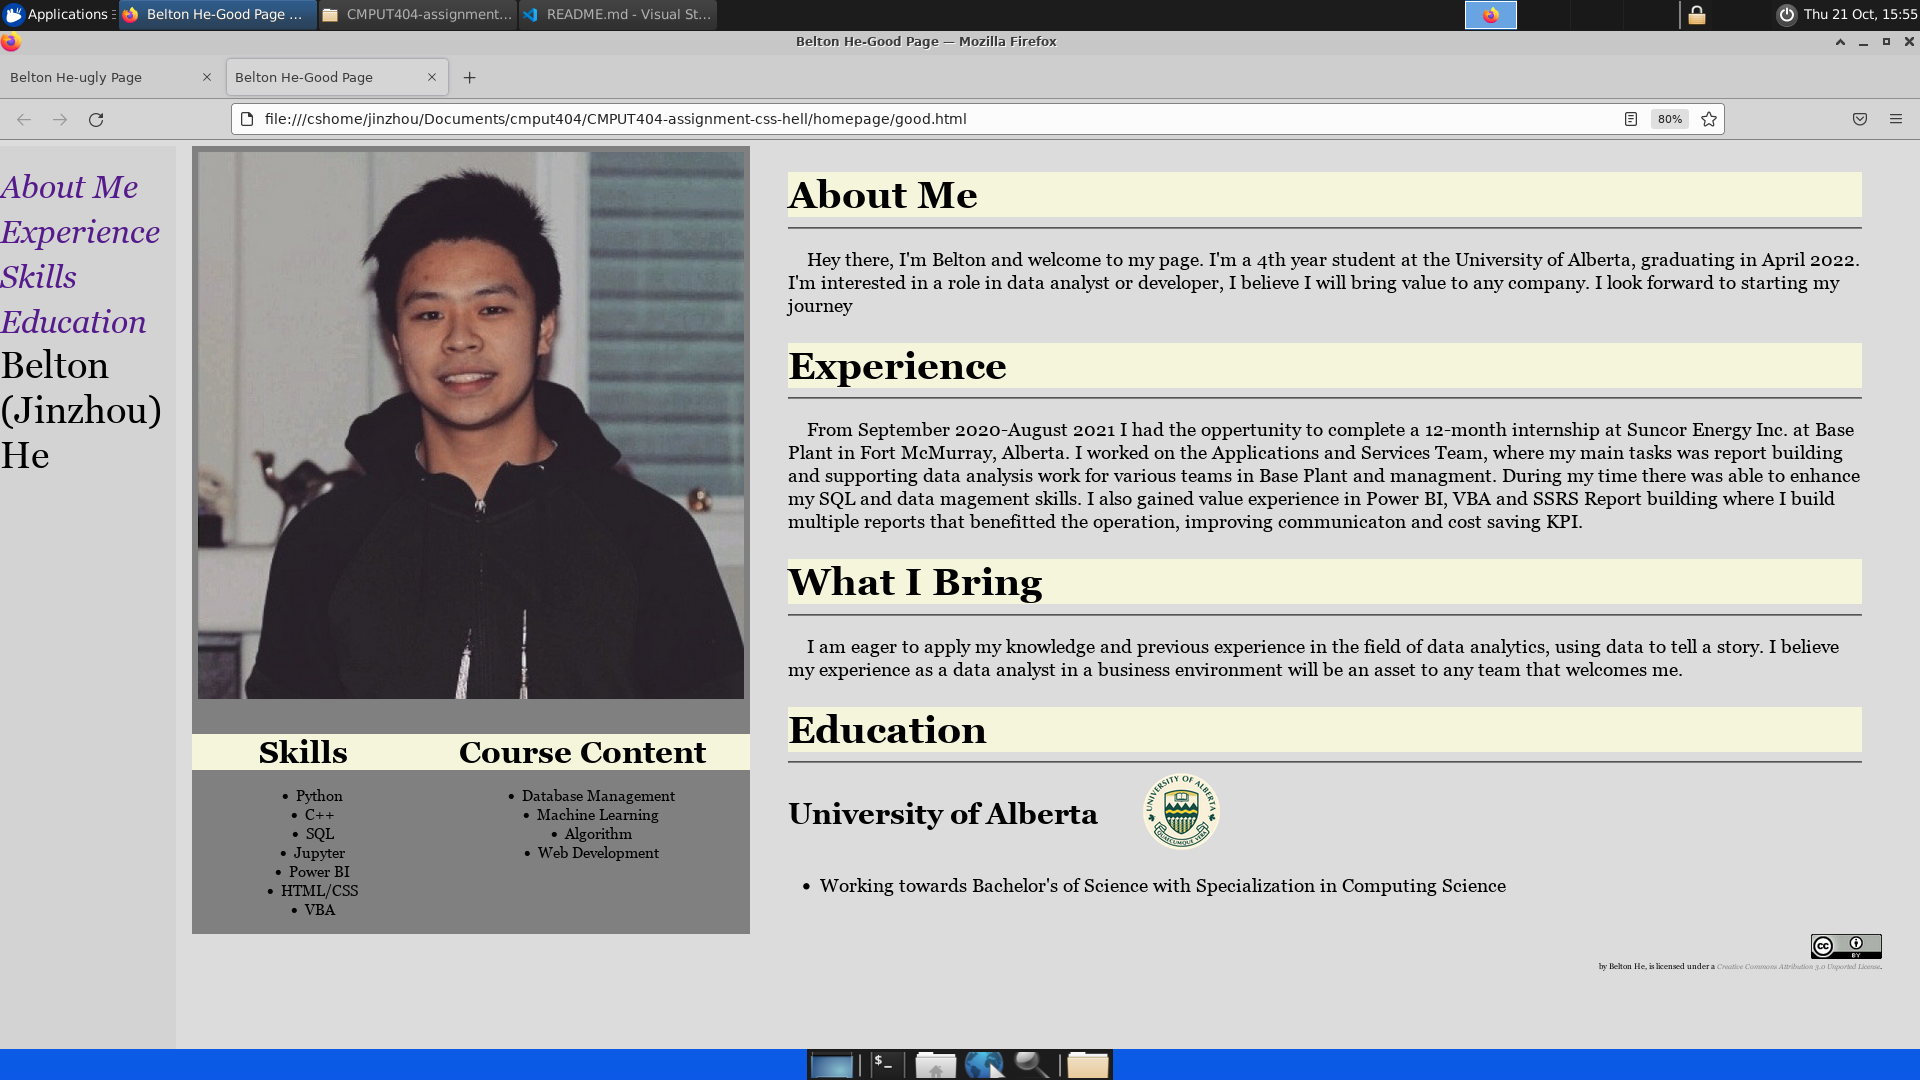 Applications
Belton He-Good Page ...
CMPUT404-assignment...
README.md - Visual St...
Thu 21 Oct, 15:55
Belton He-Good Page — Mozilla Firefox
Belton He-ugly Page
Belton He-Good Page
file:///cshome/jinzhou/Documents/cmput404/CMPUT404-assignment-css-hell/homepage/good.html
80%
About Me
Experience
Skills
Education
Belton
(Jinzhou)
He
Skills
Course Content
• Python
• C++
• SQL
• Jupyter
• Power BI
• HTML/CSS
• VBA
• Database Management
• Machine Learning
• Algorithm
• Web Development
About Me
Hey there, I'm Belton and welcome to my page. I'm a 4th year student at the University of Alberta, graduating in April 2022.
I'm interested in a role in data analyst or developer, I believe I will bring value to any company. I look forward to starting my
journey
Experience
From September 2020-August 2021 I had the oppertunity to complete a 12-month internship at Suncor Energy Inc. at Base
Plant in Fort McMurray, Alberta. I worked on the Applications and Services Team, where my main tasks was report building
and supporting data analysis work for various teams in Base Plant and managment. During my time there was able to enhance
my SQL and data magement skills. I also gained value experience in Power BI, VBA and SSRS Report building where I build
multiple reports that benefitted the operation, improving communicaton and cost saving KPI.
What I Bring
I am eager to apply my knowledge and previous experience in the field of data analytics, using data to tell a story. I believe
my experience as a data analyst in a business environment will be an asset to any team that welcomes me.
Education
University of Alberta
UNIVERSITY OF ALBERTA
QUAECUMQUE VERA
• Working towards Bachelor's of Science with Specialization in Computing Science
cc
BY
by Belton He, is licensed under a Creative Commons Attribution 3.0 Unported License.
$_